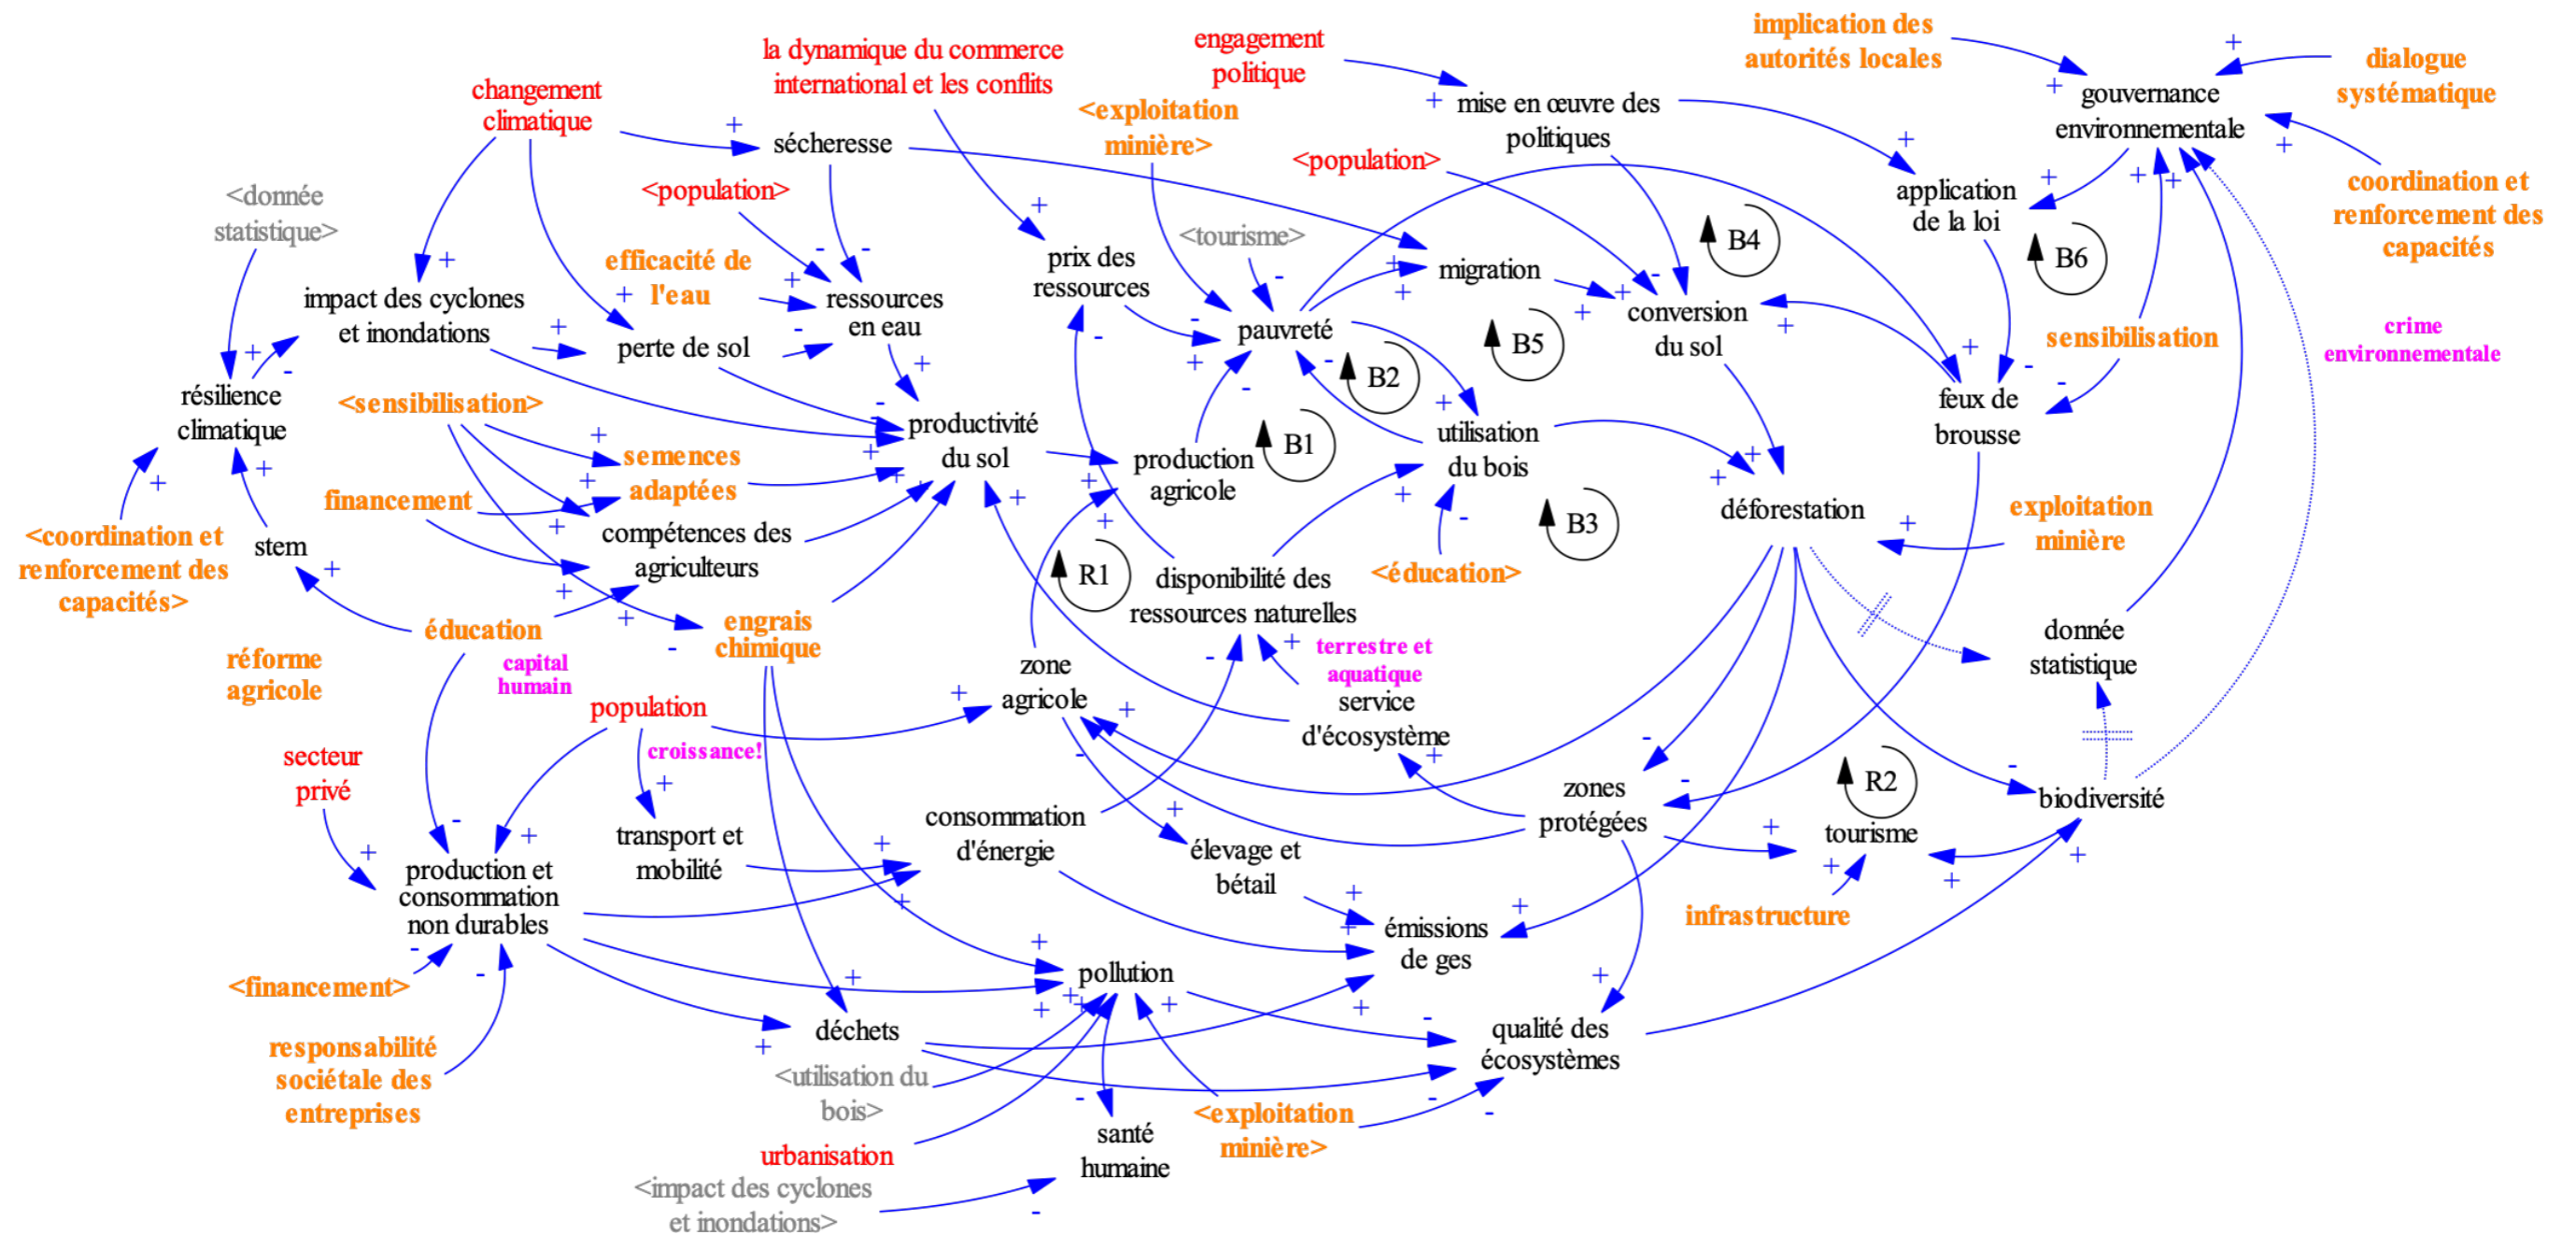 implication des
autorités locales
engagement
politique
la dynamique du commerce
international et les conflits
dialogue
systématique
changement
climatique
<exploitation
minière>
mise en œuvre des
politiques
gouvernance
environnementale
sécheresse
<population>
<population>
application
de la loi
coordination et
renforcement des
capacités
<donnée
statistique>
<tourisme>
B4
B6
efficacité de
l'eau
prix des
ressources
migration
impact des cyclones
et inondations
ressources
en eau
pauvreté
conversion
du sol
B5
sensibilisation
crime
environnementale
perte de sol
B2
résilience
climatique
<sensibilisation>
feux de
brousse
productivité
du sol
utilisation
du bois
B1
production
agricole
semences
adaptées
financement
déforestation
exploitation
minière
B3
<coordination et
renforcement des
capacités>
stem
compétences des
agriculteurs
R1
disponibilité des
ressources naturelles
<éducation>
éducation
engrais
chimique
donnée
statistique
réforme
agricole
capital
humain
zone
agricole
terrestre et
aquatique
service
d'écosystème
population
croissance!
secteur
privé
zones
protégées
R2
biodiversité
tourisme
transport et
mobilité
consommation
d'énergie
élevage et
bétail
production et
consommation
non durables
infrastructure
émissions
de ges
<financement>
pollution
déchets
qualité des
écosystèmes
responsabilité
sociétale des
entreprises
<utilisation du
bois>
<exploitation
minière>
santé
humaine
urbanisation
<impact des cyclones
et inondations>